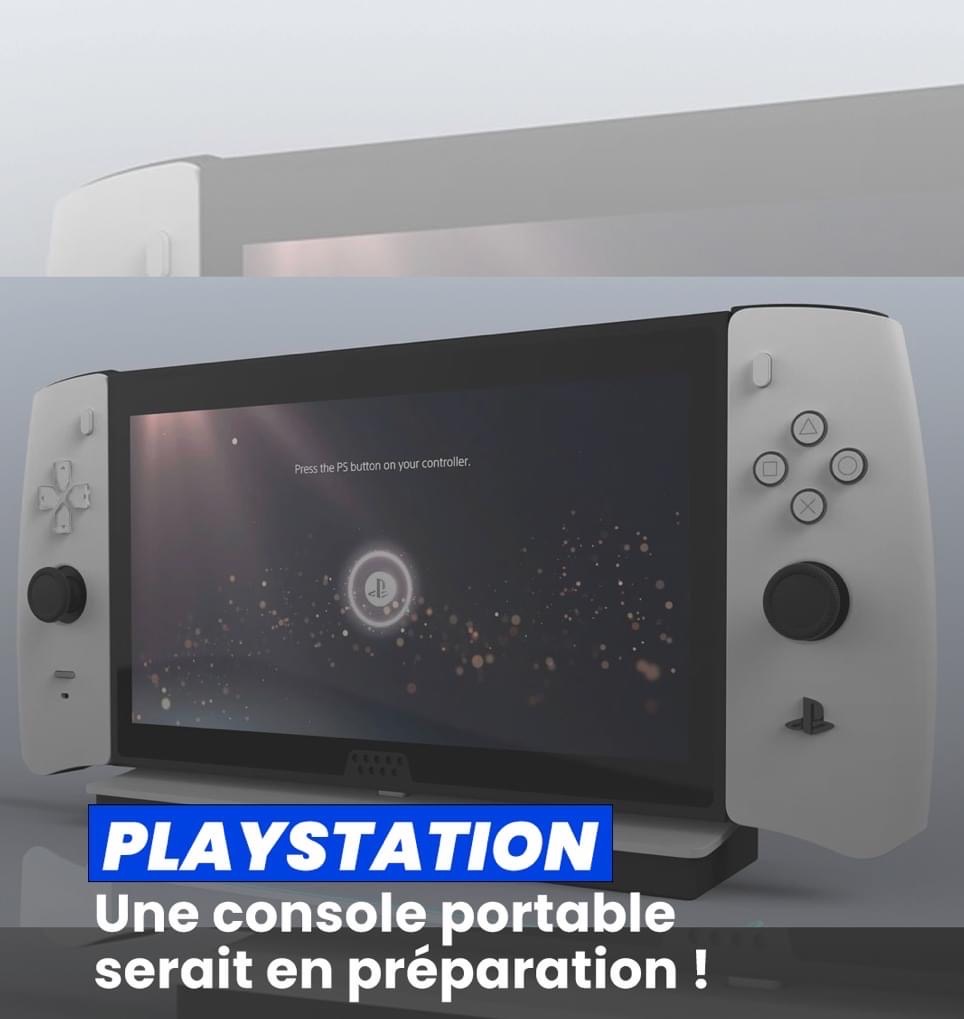 Press the PS button on your controller.
PLAYSTATION
Une console portable
serait en préparation !